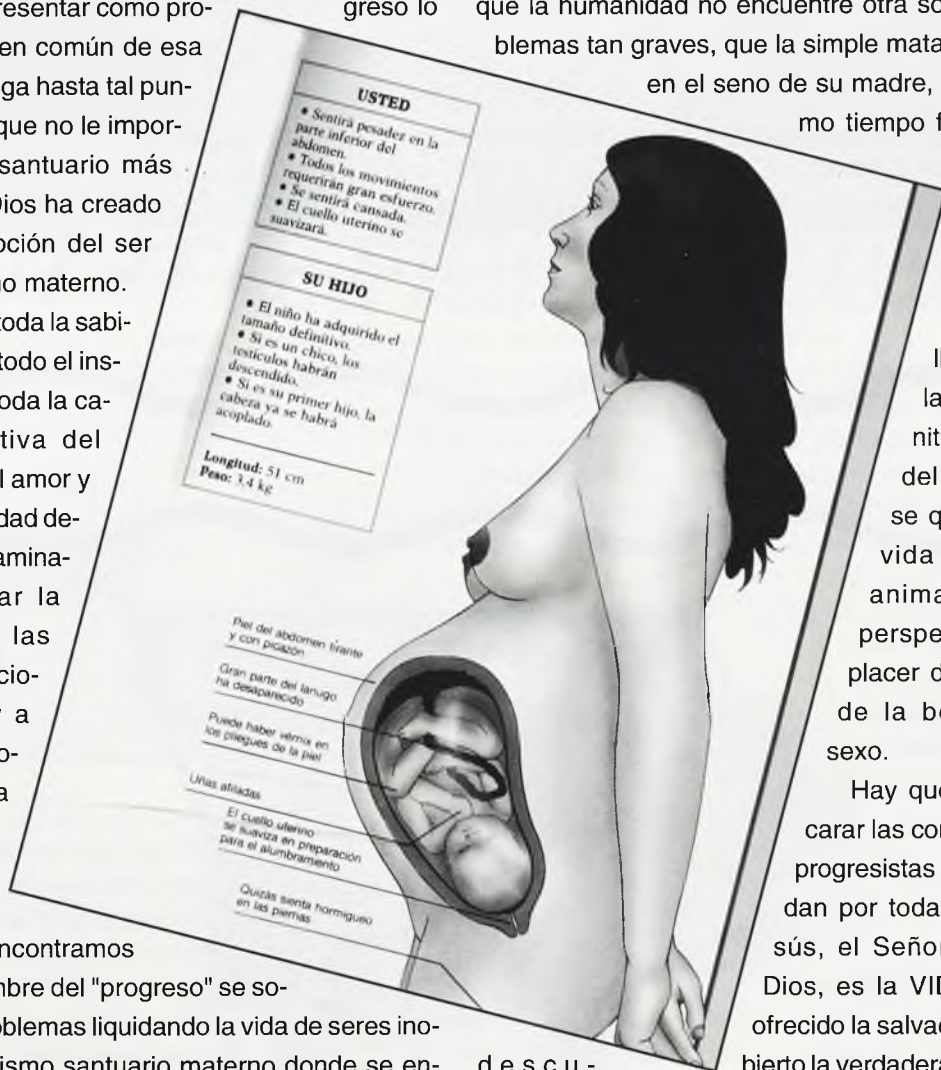 resentar como pro-
en común de esa
ga hasta tal pun-
que no le impor-
santuario más
Dios ha creado
pción del ser
no materno.
toda la sabi-
todo el ins-
oda la ca-
tiva del
l amor y
dad de-
amina-
ar la
las
cio-
y a
o-
a
ncontramos
mbre del "progreso" se so-
oblemas liquidando la vida de seres ino-
ismo santuario materno donde se en-
greso lo
USTED
• Sentirá pesadez en la
parte inferior del
abdomen.
• Todos los movimientos
requerirán gran esfuerzo.
• Se sentirá cansada.
• El cuello uterino se
suavizará.
SU HIJO
• El niño ha adquirido el
tamaño definitivo.
• Si es un chico, los
testículos habrán
descendido.
• Si es su primer hijo, la
cabeza ya se habrá
acoplado.
Longitud: 51 cm
Peso: 3,4 kg
Piel del abdomen tirante
y con picazón
Gran parte del lanugo
ha desaparecido
Puede haber vérnix en
los pliegues de la piel
Uñas afiladas
El cuello uterino
se suaviza en preparación
para el alumbramiento
Quizás sienta hormigueo
en las piernas
que la humanidad no encuentre otra so
blemas tan graves, que la simple mata
en el seno de su madre,
mo tiempo f
li
la
nit
del
se q
vida
anima
perspe
placer d
de la be
sexo.
Hay que
carar las con
progresistas
dan por toda
sús, el Señor
Dios, es la VID
ofrecido la salvac
descu- bierto la verdadera